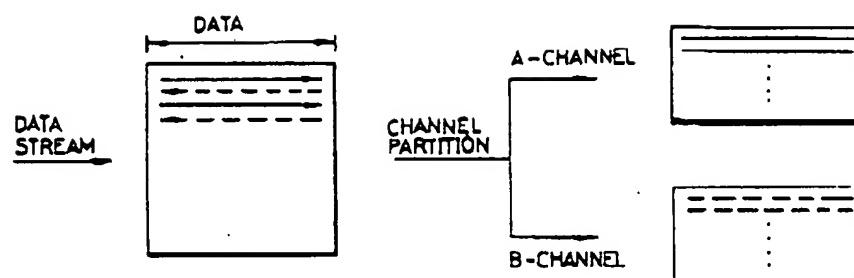 DATA
DATA
STREAM
CHANNEL
PARTITION
A-CHANNEL
B-CHANNEL